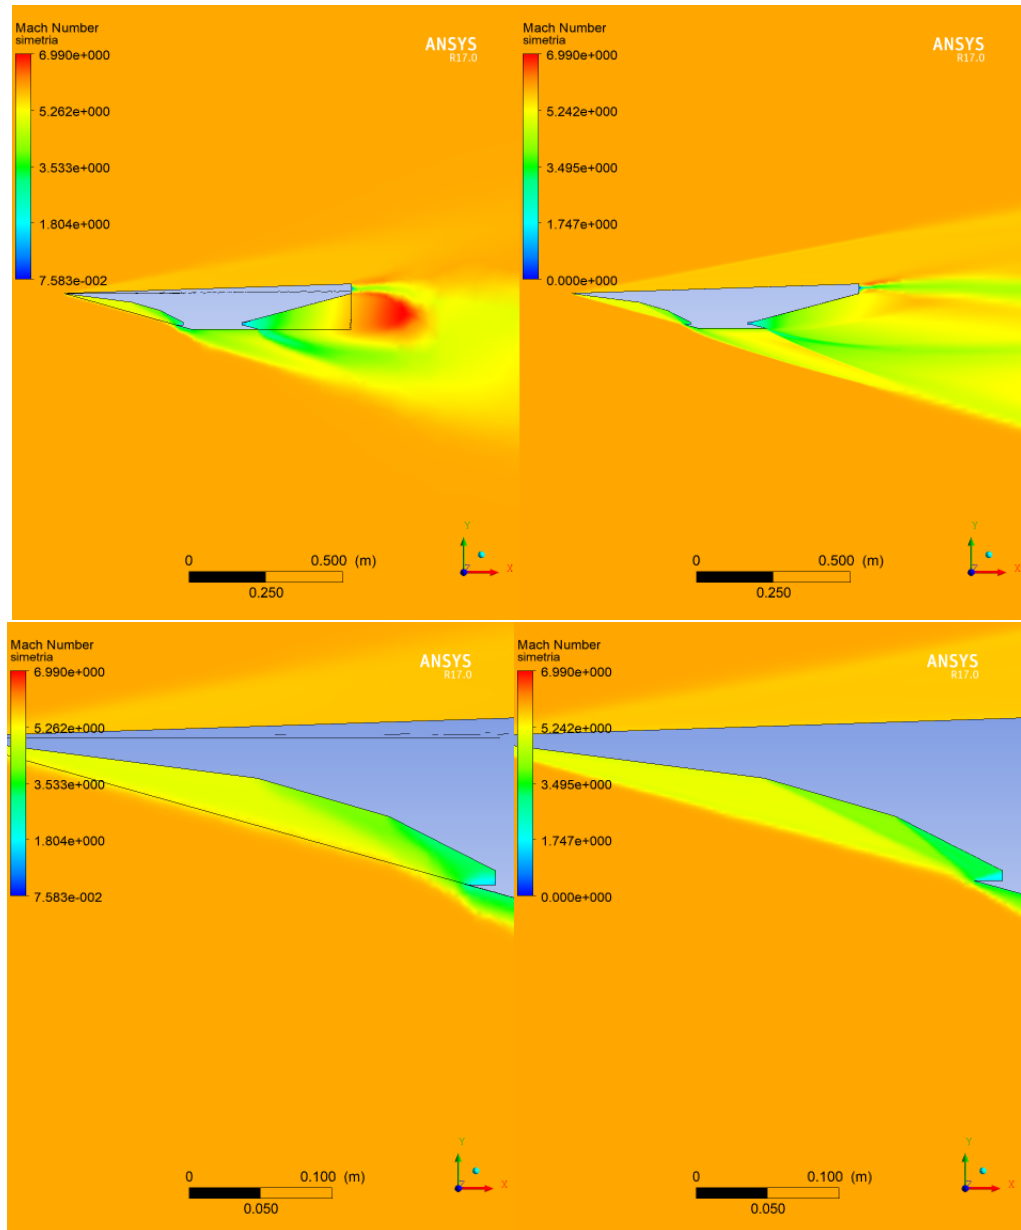 Mach Number
simetria
6.990e+000
5.262e+000
3.533e+000
1.804e+000
7.583e-002
ANSYS
R17.0
0
0.500 (m)
0.250
Y
Z
X
Mach Number
simetria
6.990e+000
5.242e+000
3.495e+000
1.747e+000
0.000e+000
ANSYS
R17.0
0
0.500 (m)
0.250
Y
Z
X
Mach Number
simetria
6.990e+000
5.262e+000
3.533e+000
1.804e+000
7.583e-002
ANSYS
R17.0
0
0.100 (m)
0.050
Y
Z
X
Mach Number
simetria
6.990e+000
5.242e+000
3.495e+000
1.747e+000
0.000e+000
ANSYS
R17.0
0
0.100 (m)
0.050
Y
Z
X